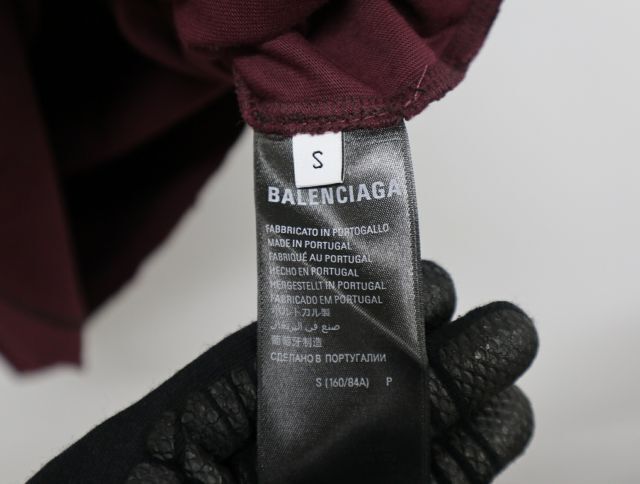 S
BALENCIAGA
FABBRICATO IN PORTOGALLO
MADE IN PORTUGAL
FABRIQUÉ AU PORTUGAL
HECHO EN PORTUGAL
HERGESTELLT IN PORTUGAL
FABRICADO EM PORTUGAL
ポルトガル製
صنع في البرتغال
葡萄牙制造
СДЕЛАНО В ПОРТУГАЛИИ
S (160/84A) P